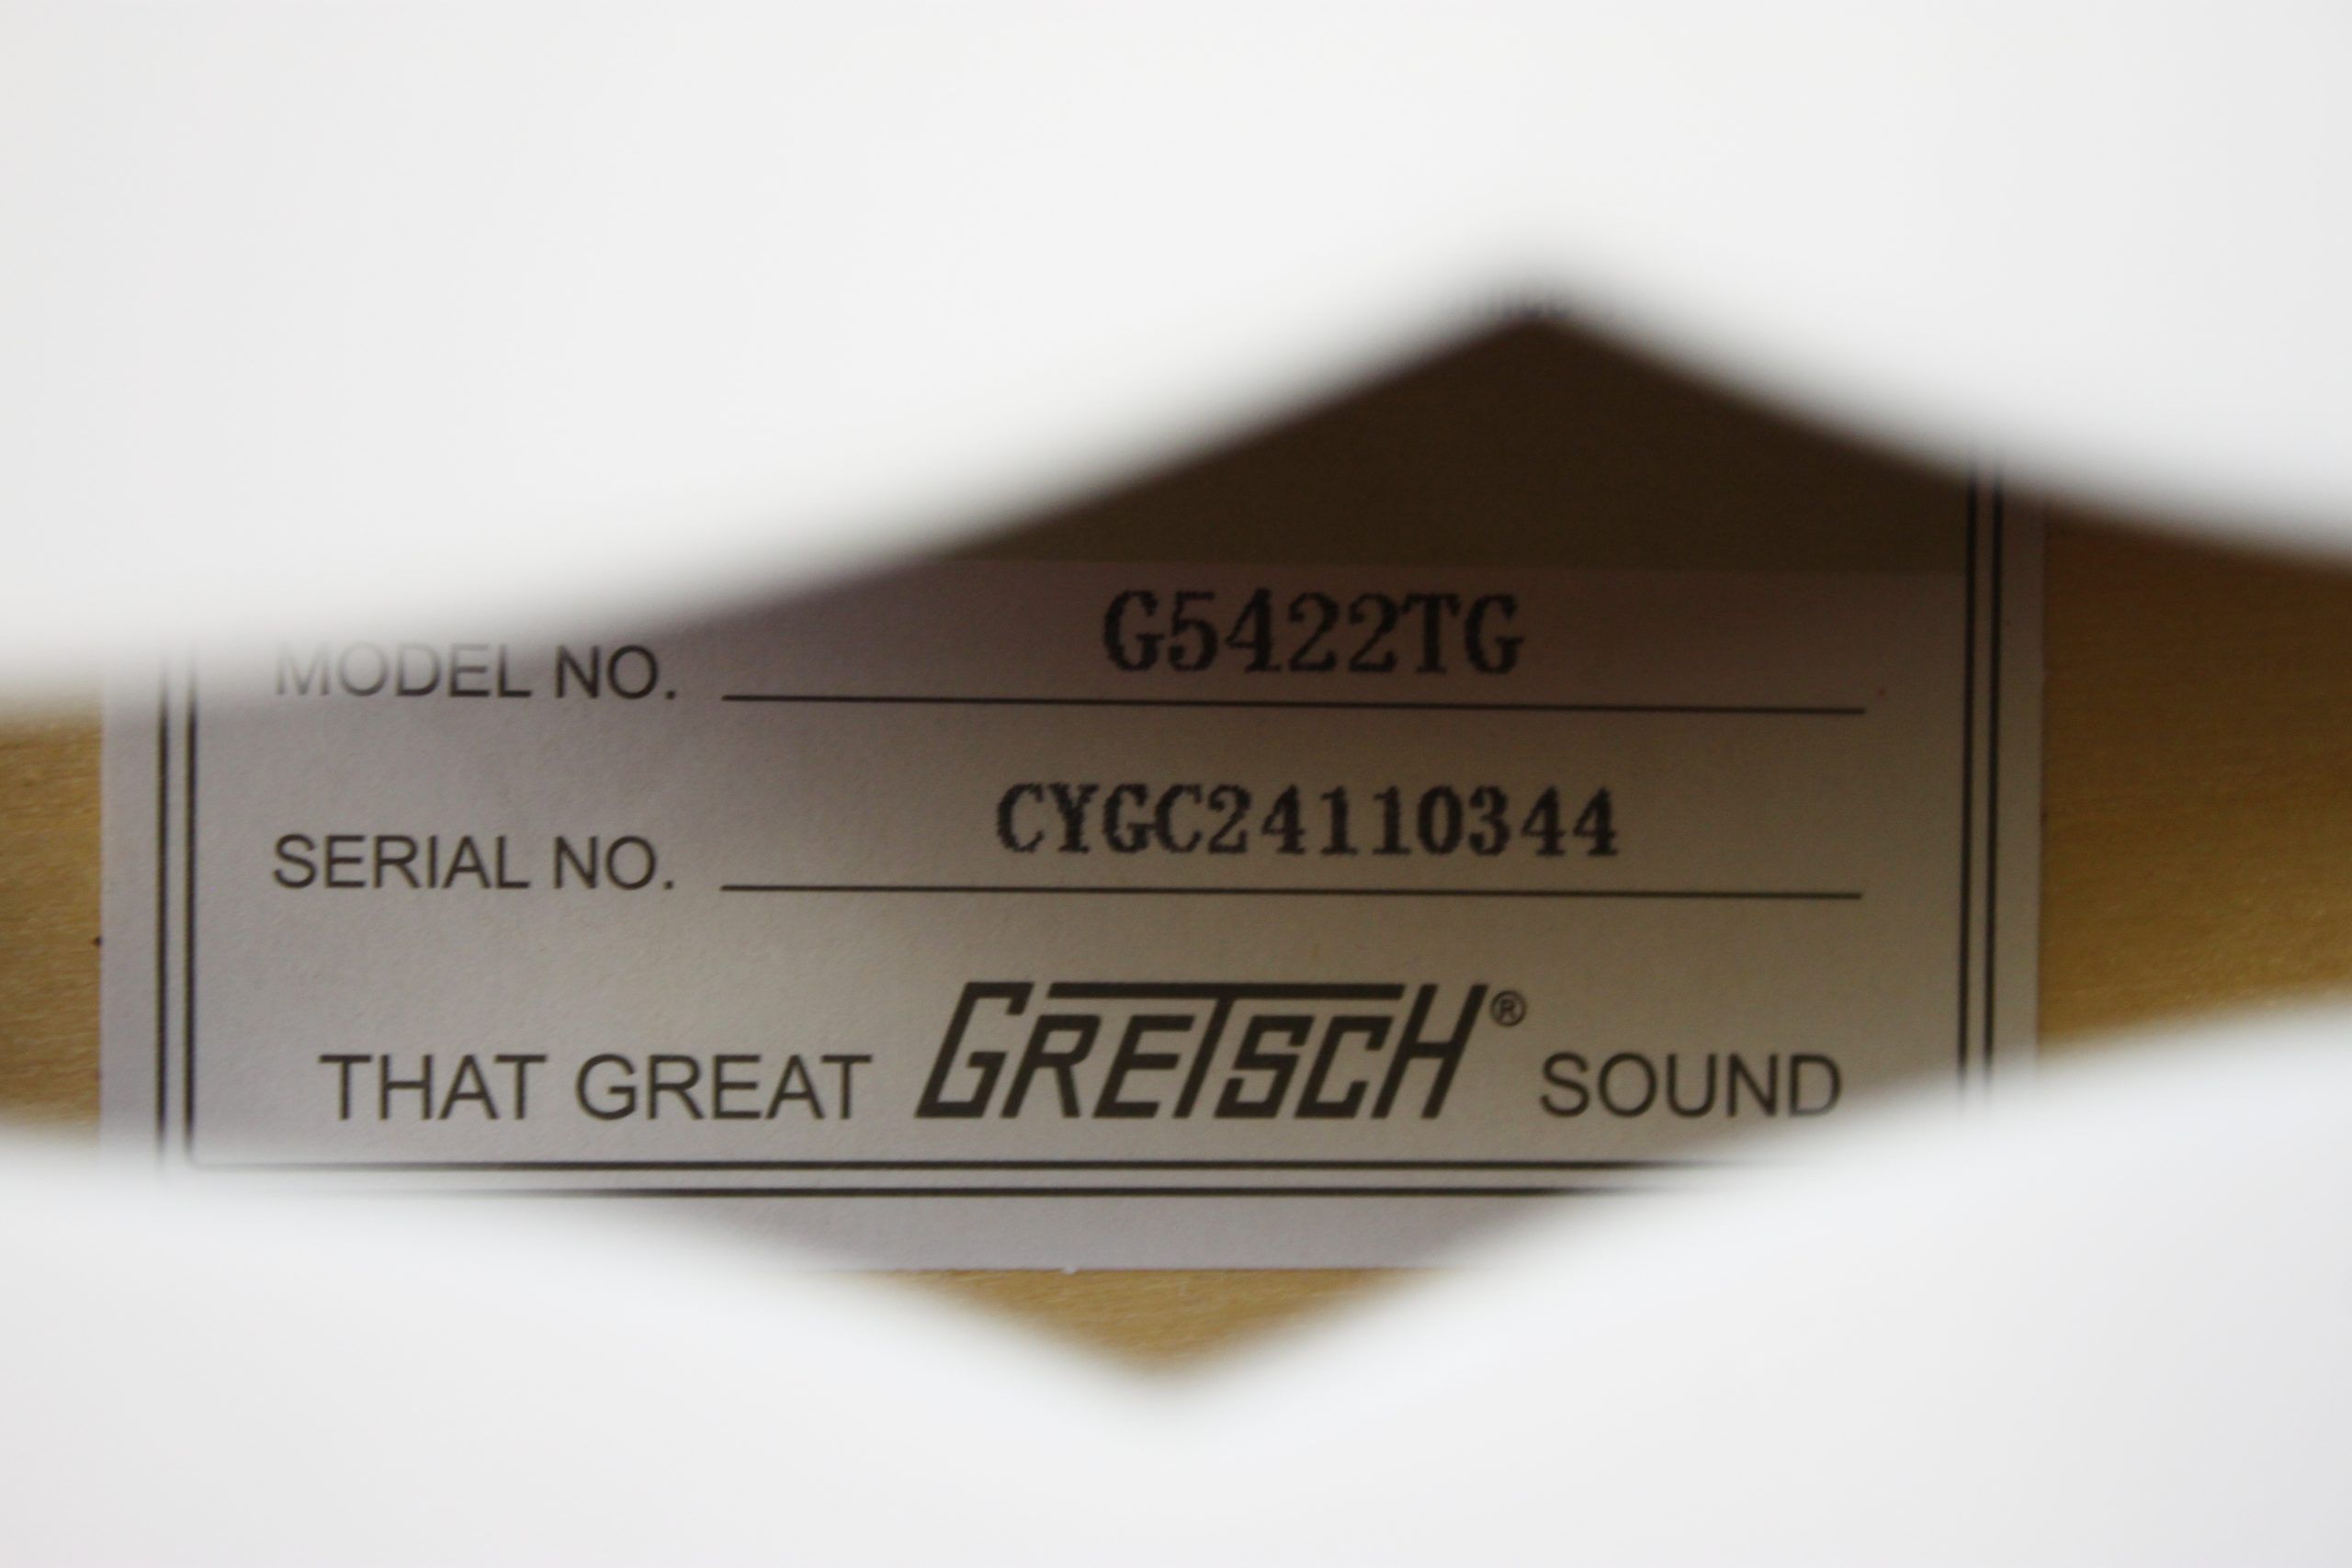 MODEL NO. G5422TG
SERIAL NO. CYGC24110344
THAT GREAT GRETSCH® SOUND